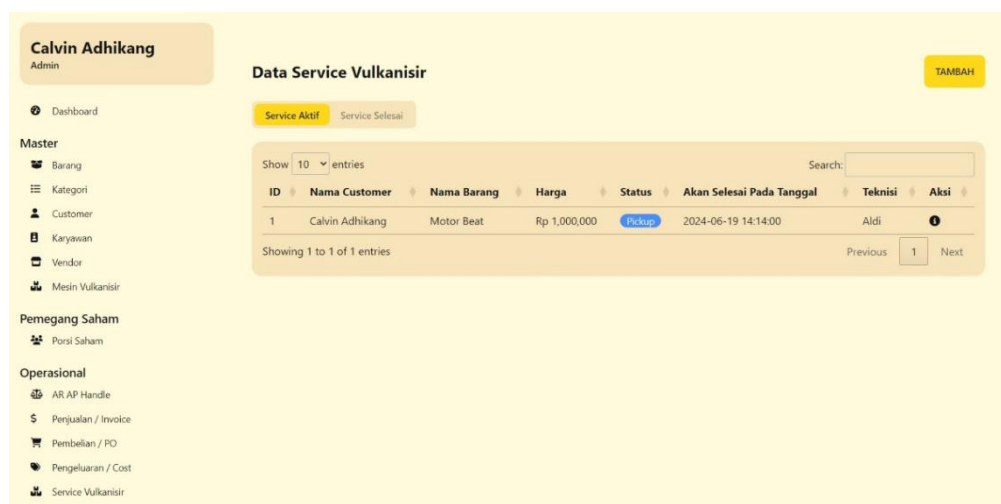 Calvin Adhikang
Admin
Dashboard
Master
Barang
Kategori
Customer
Karyawan
Vendor
Mesin Vulkanisir
Pemegang Saham
Porsi Saham
Operasional
AR AP Handle
Penjualan / Invoice
Pembelian / PO
Pengeluaran / Cost
Service Vulkanisir
Data Service Vulkanisir
TAMBAH
Service Aktif Service Selesai
Show 10 entries Search:
ID Nama Customer Nama Barang Harga Status Akan Selesai Pada Tanggal Teknisi Aksi
1 Calvin Adhikang Motor Beat Rp 1,000,000 Pickup 2024-06-19 14:14:00 Aldi
Showing 1 to 1 of 1 entries Previous 1 Next